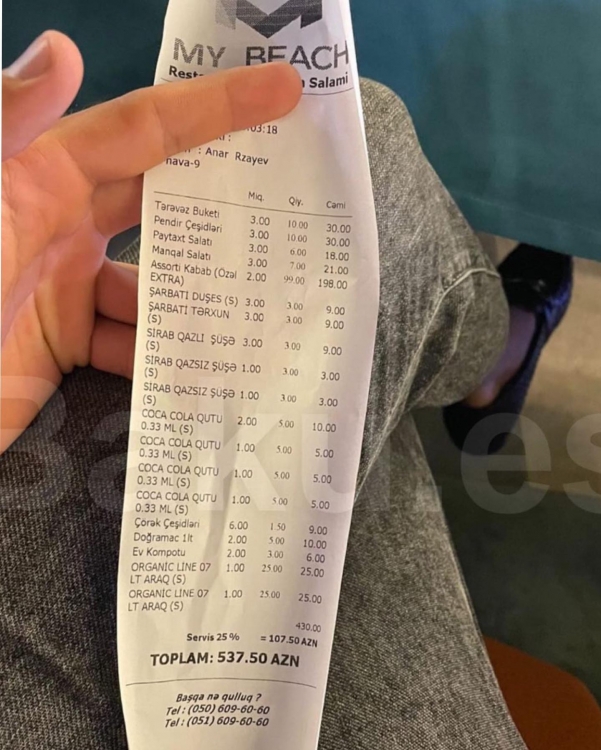 MY BEACH
Salami
03:18
: Anar Rzayev
nava-9
Miq. Qiy. Cəmi
Tərəvəz Buketi 3.00 10.00 30.00
Pendir Çeşidləri 3.00 10.00 30.00
Paytaxt Salatı 3.00 6.00 18.00
Manqal Salatı 3.00 7.00 21.00
Assorti Kabab (Özəl 2.00 99.00 198.00
EXTRA)
ŞARBATI DUŞES (S) 3.00 3.00 9.00
ŞARBATI TƏRXUN 3.00 3.00 9.00
(S)
SİRAB QAZLI ŞÜŞƏ 3.00 3.00 9.00
(S)
SİRAB QAZSIZ ŞÜŞƏ 1.00 3.00 3.00
(S)
SİRAB QAZSIZ ŞÜŞƏ 1.00 3.00 3.00
(S)
COCA COLA QUTU 2.00 5.00 10.00
0.33 ML (S)
COCA COLA QUTU 1.00 5.00 5.00
0.33 ML (S)
COCA COLA QUTU 1.00 5.00 5.00
0.33 ML (S)
COCA COLA QUTU 1.00 5.00 5.00
0.33 ML (S)
Çörək Çeşidləri 6.00 1.50 9.00
Doğramac 1lt 2.00 5.00 10.00
Ev Kompotu 2.00 3.00 6.00
ORGANIC LINE 07 1.00 25.00 25.00
LT ARAQ (S)
ORGANIC LINE 07 1.00 25.00 25.00
LT ARAQ (S)
430.00
Servis 25 % = 107.50 AZN
TOPLAM: 537.50 AZN
Başqa nə qulluq ?
Tel : (050) 609-60-60
Tel : (051) 609-60-60
Baku.es